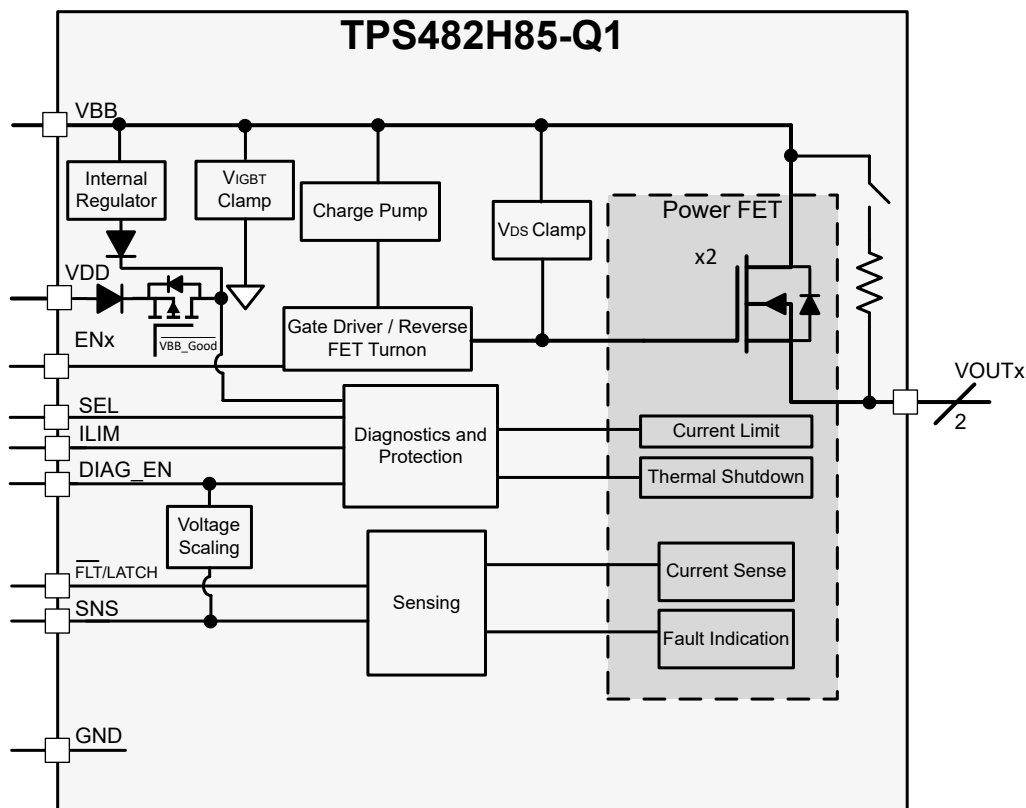 TPS482H85-Q1
VBB
Internal
Regulator
VIGBT
Clamp
Charge Pump
VDS Clamp
Power FET
x2
VDD
VBB_Good
ENx
Gate Driver / Reverse
FET Turnon
VOUTx
2
SEL
ILIM
DIAG_EN
Diagnostics and
Protection
Current Limit
Thermal Shutdown
Voltage
Scaling
FLT/LATCH
SNS
Sensing
Current Sense
Fault Indication
GND